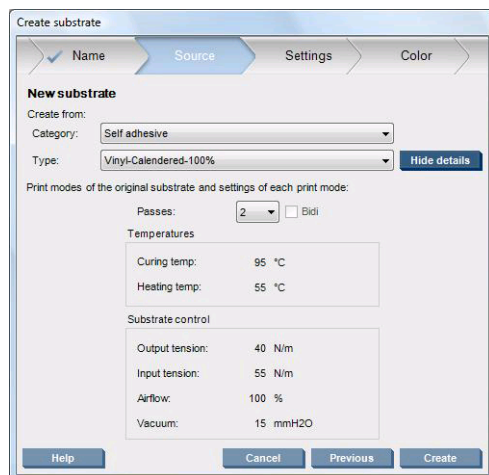 Create substrate
Name Source Settings Color
New substrate
Create from:
Category: Self adhesive
Type: Vinyl-Calendered-100% Hide details
Print modes of the original substrate and settings of each print mode:
Passes: 2 Bidi
Temperatures
Curing temp: 95 °C
Heating temp: 55 °C
Substrate control
Output tension: 40 N/m
Input tension: 55 N/m
Airflow: 100 %
Vacuum: 15 mmH2O
Help Cancel Previous Create